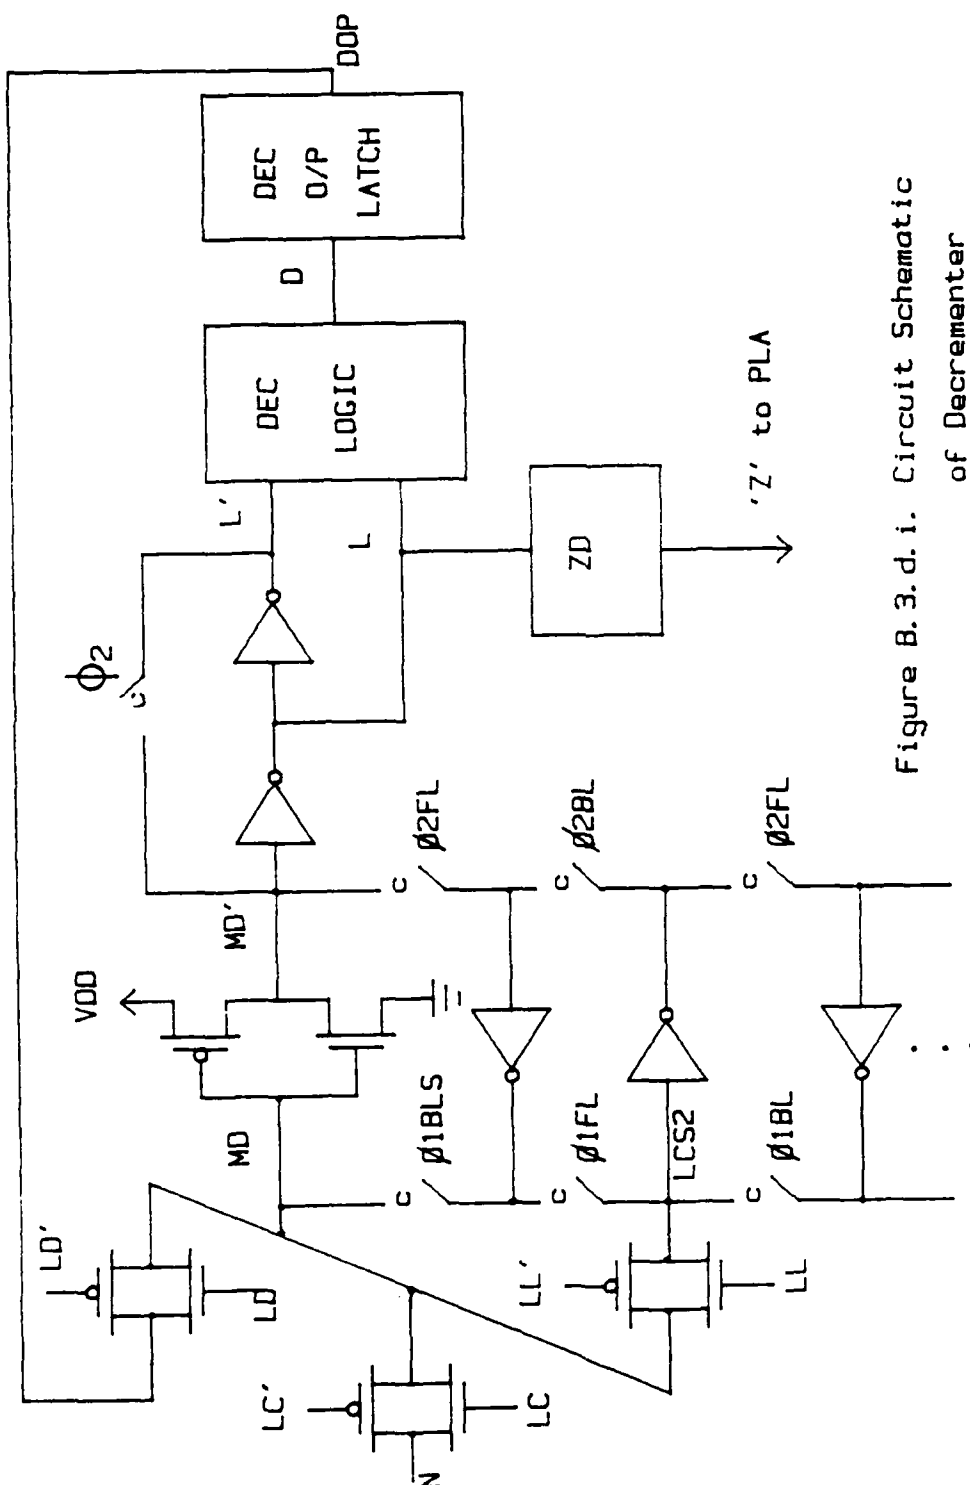 DOP
DEC
O/P
LATCH
D
DEC
LOGIC
L'
L
ZD
'Z' to PLA
ϕ2
MD'
VDD
MD
Ø2FL
Ø2BL
Ø2FL
Ø1BLS
Ø1FL
LCS2
Ø1BL
LD'
LD
LC'
LC
LL'
LL
Figure B.3.d.i. Circuit Schematic
of Decrementer